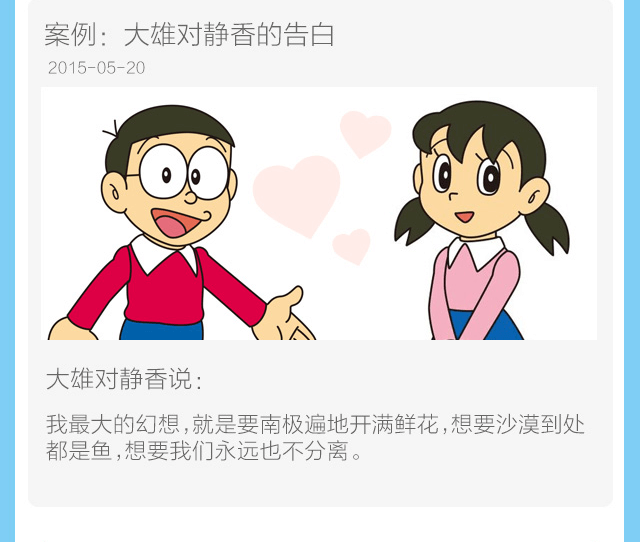 案例：大雄对静香的告白
2015-05-20
大雄对静香说：
我最大的幻想，就是要南极遍地开满鲜花，想要沙漠到处
都是鱼，想要我们永远也不分离。